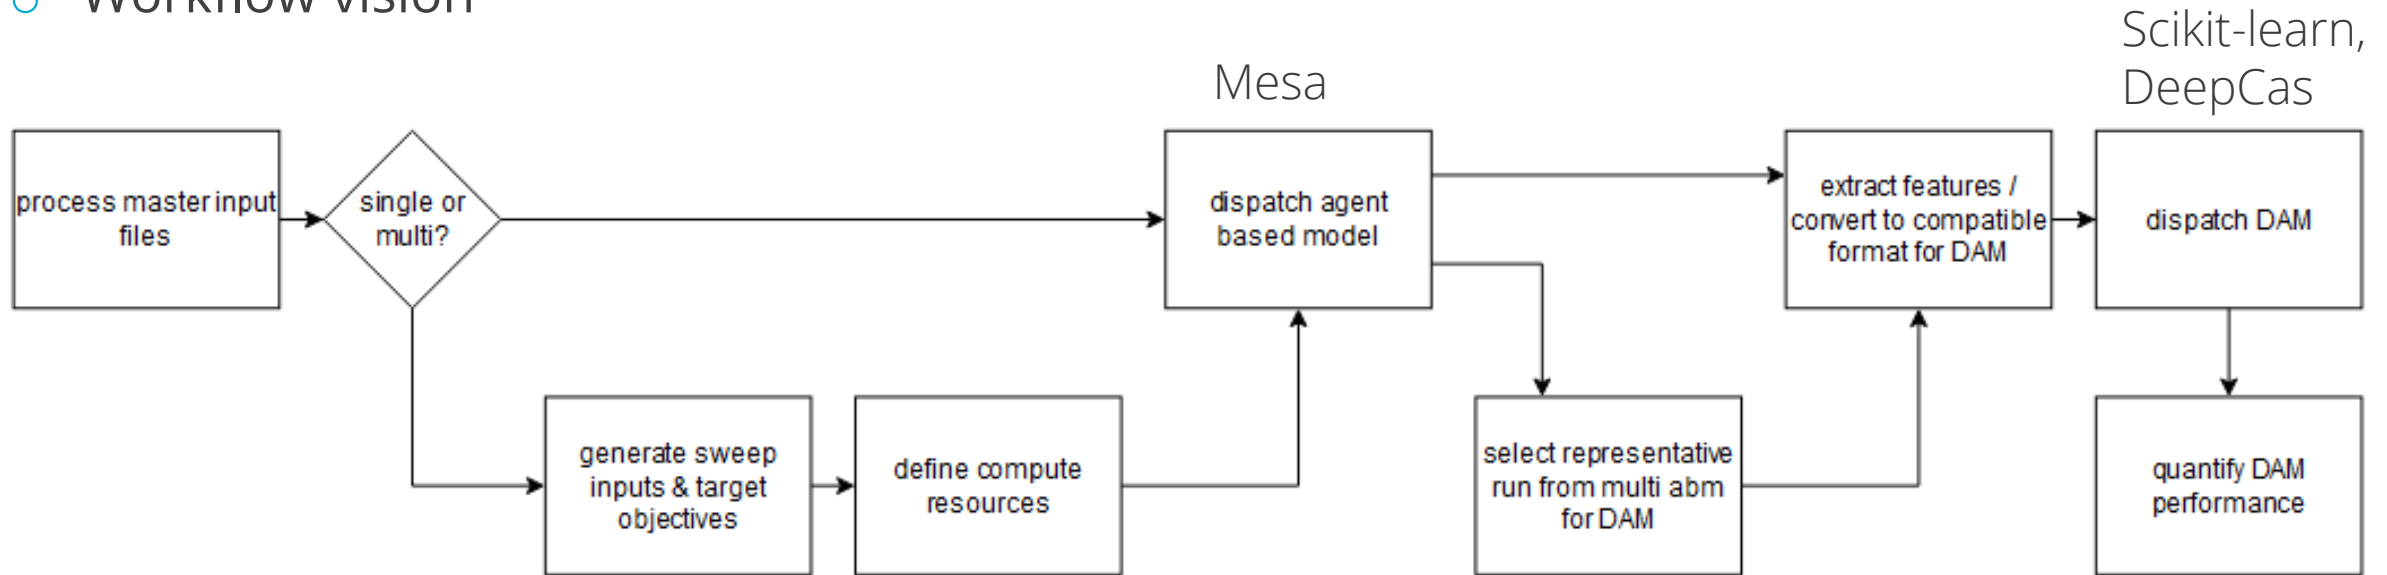 Workflow vision
Scikit-learn,
DeepCas
Mesa
process master input
files
single or
multi?
dispatch agent
based model
extract features /
convert to compatible
format for DAM
dispatch DAM
generate sweep
inputs & target
objectives
define compute
resources
select representative
run from multi abm
for DAM
quantify DAM
performance